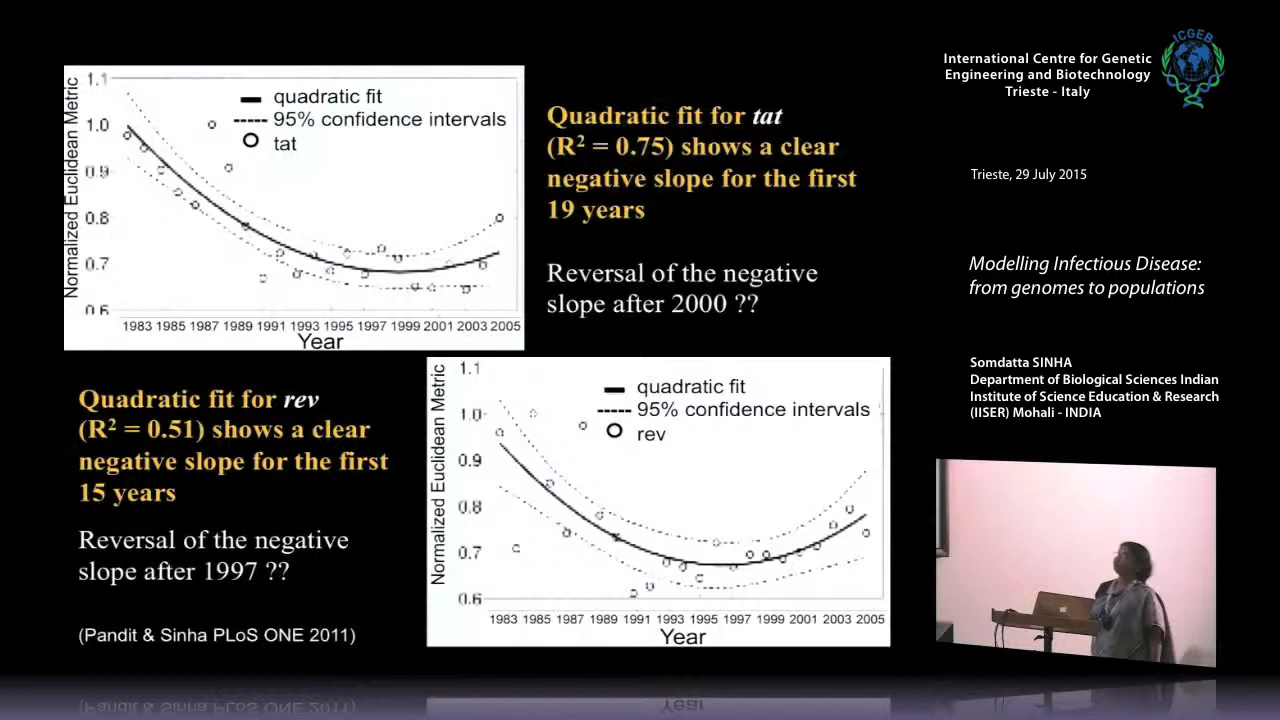 1.1
1.0
0.9
0.8
0.7
0.6
Normalized Euclidean Metric
quadratic fit
95% confidence intervals
tat
1983 1985 1987 1989 1991 1993 1995 1997 1999 2001 2003 2005
Year
Quadratic fit for tat
(R² = 0.75) shows a clear
negative slope for the first
19 years
Reversal of the negative
slope after 2000 ??
Quadratic fit for rev
(R² = 0.51) shows a clear
negative slope for the first
15 years
Reversal of the negative
slope after 1997 ??
(Pandit & Sinha PLoS ONE 2011)
1.1
1.0
0.9
0.8
0.7
0.6
Normalized Euclidean Metric
quadratic fit
95% confidence intervals
rev
1983 1985 1987 1989 1991 1993 1995 1997 1999 2001 2003 2005
Year
International Centre for Genetic
Engineering and Biotechnology
Trieste - Italy
ICGEB
Trieste, 29 July 2015
Modelling Infectious Disease:
from genomes to populations
Somdatta SINHA
Department of Biological Sciences Indian
Institute of Science Education & Research
(IISER) Mohali - INDIA